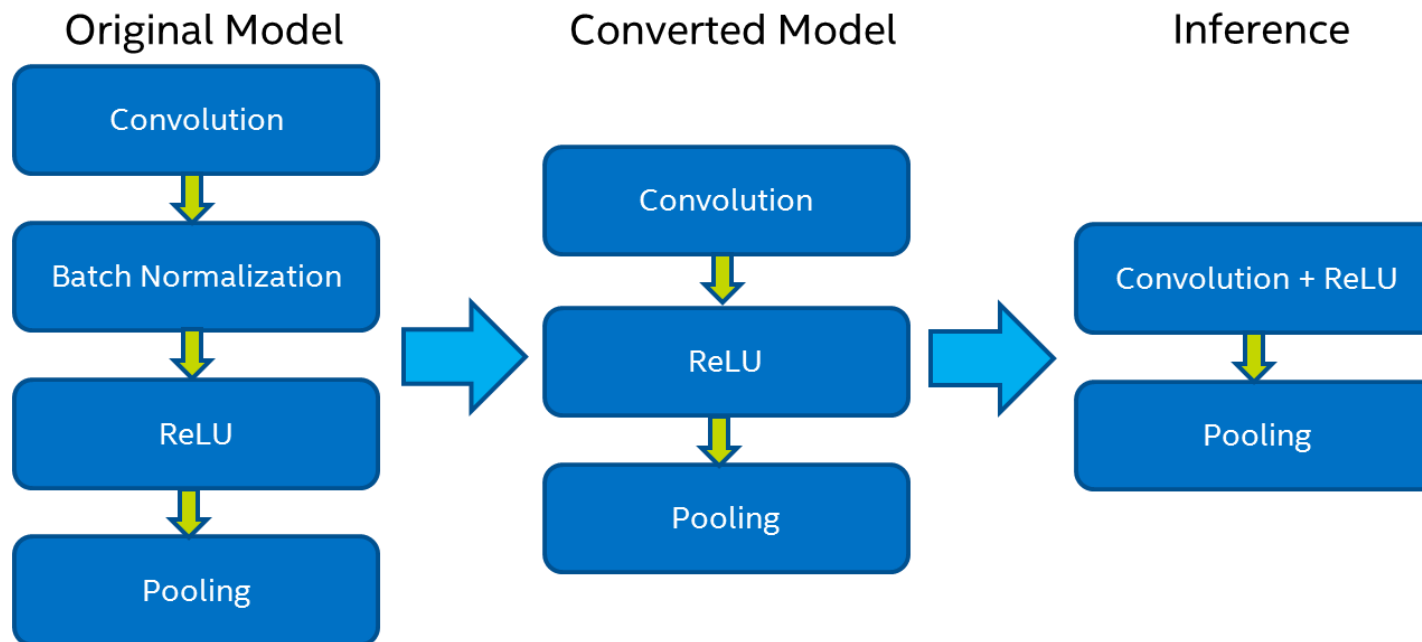 Original Model
Convolution
Batch Normalization
ReLU
Pooling
Converted Model
Convolution
ReLU
Pooling
Inference
Convolution + ReLU
Pooling